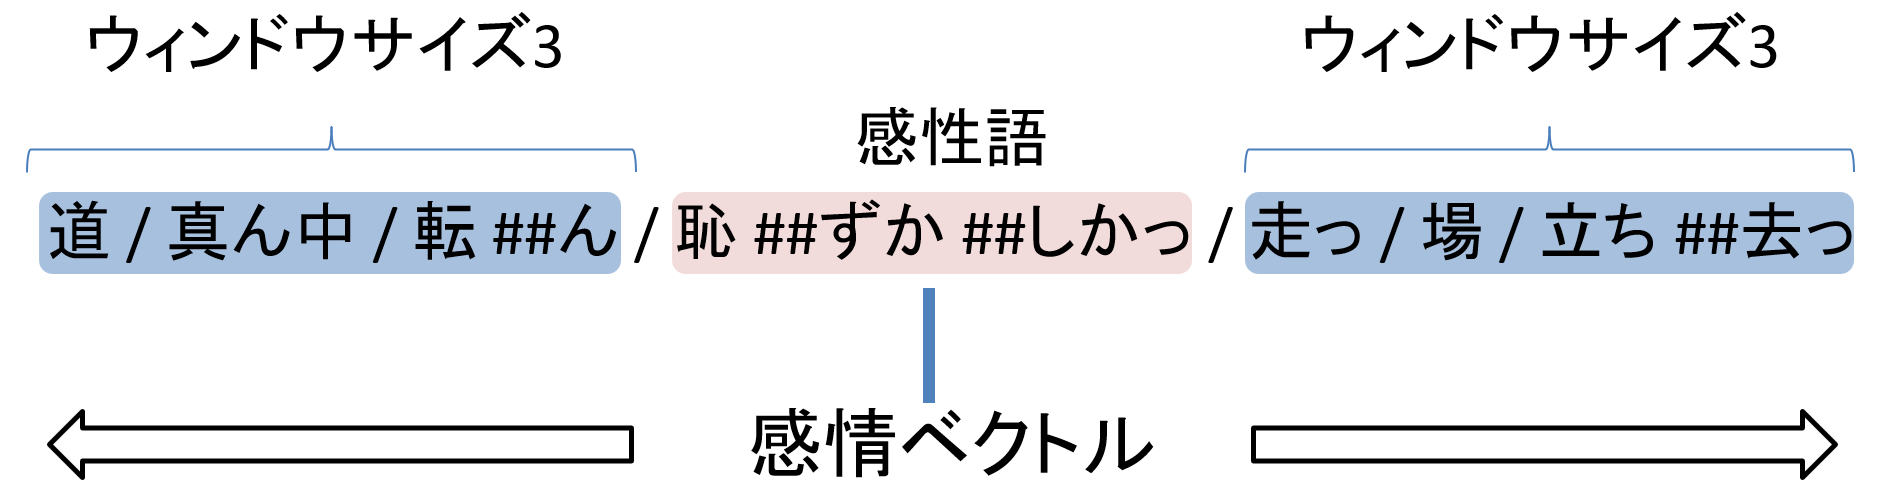 ウィンドウサイズ3 ウィンドウサイズ3
感性語
道 / 真ん中 / 転 ##ん / 恥 ##ずか ##しかっ / 走っ / 場 / 立ち ##去っ
感情ベクトル